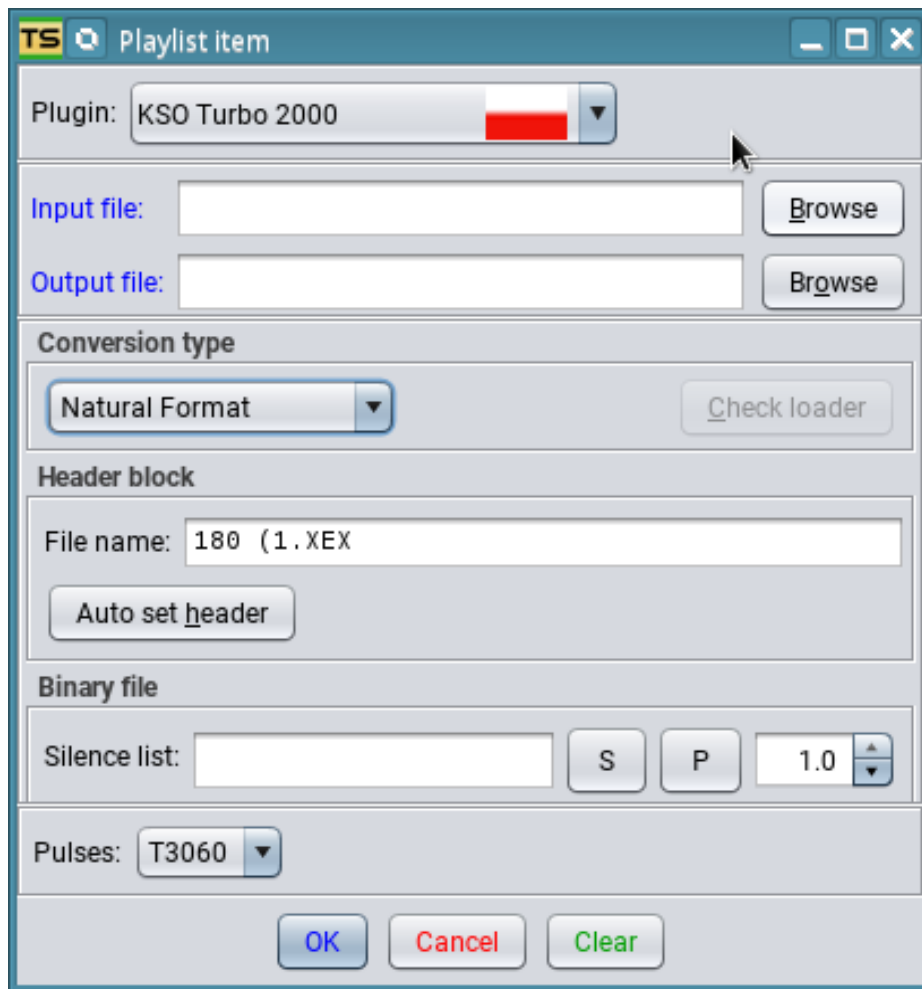 TS Playlist item
Plugin: KSO Turbo 2000
Input file: Browse
Output file: Browse
Conversion type
Natural Format Check loader
Header block
File name: 180 (1.XEX
Auto set header
Binary file
Silence list: S P 1.0
Pulses: T3060
OK Cancel Clear